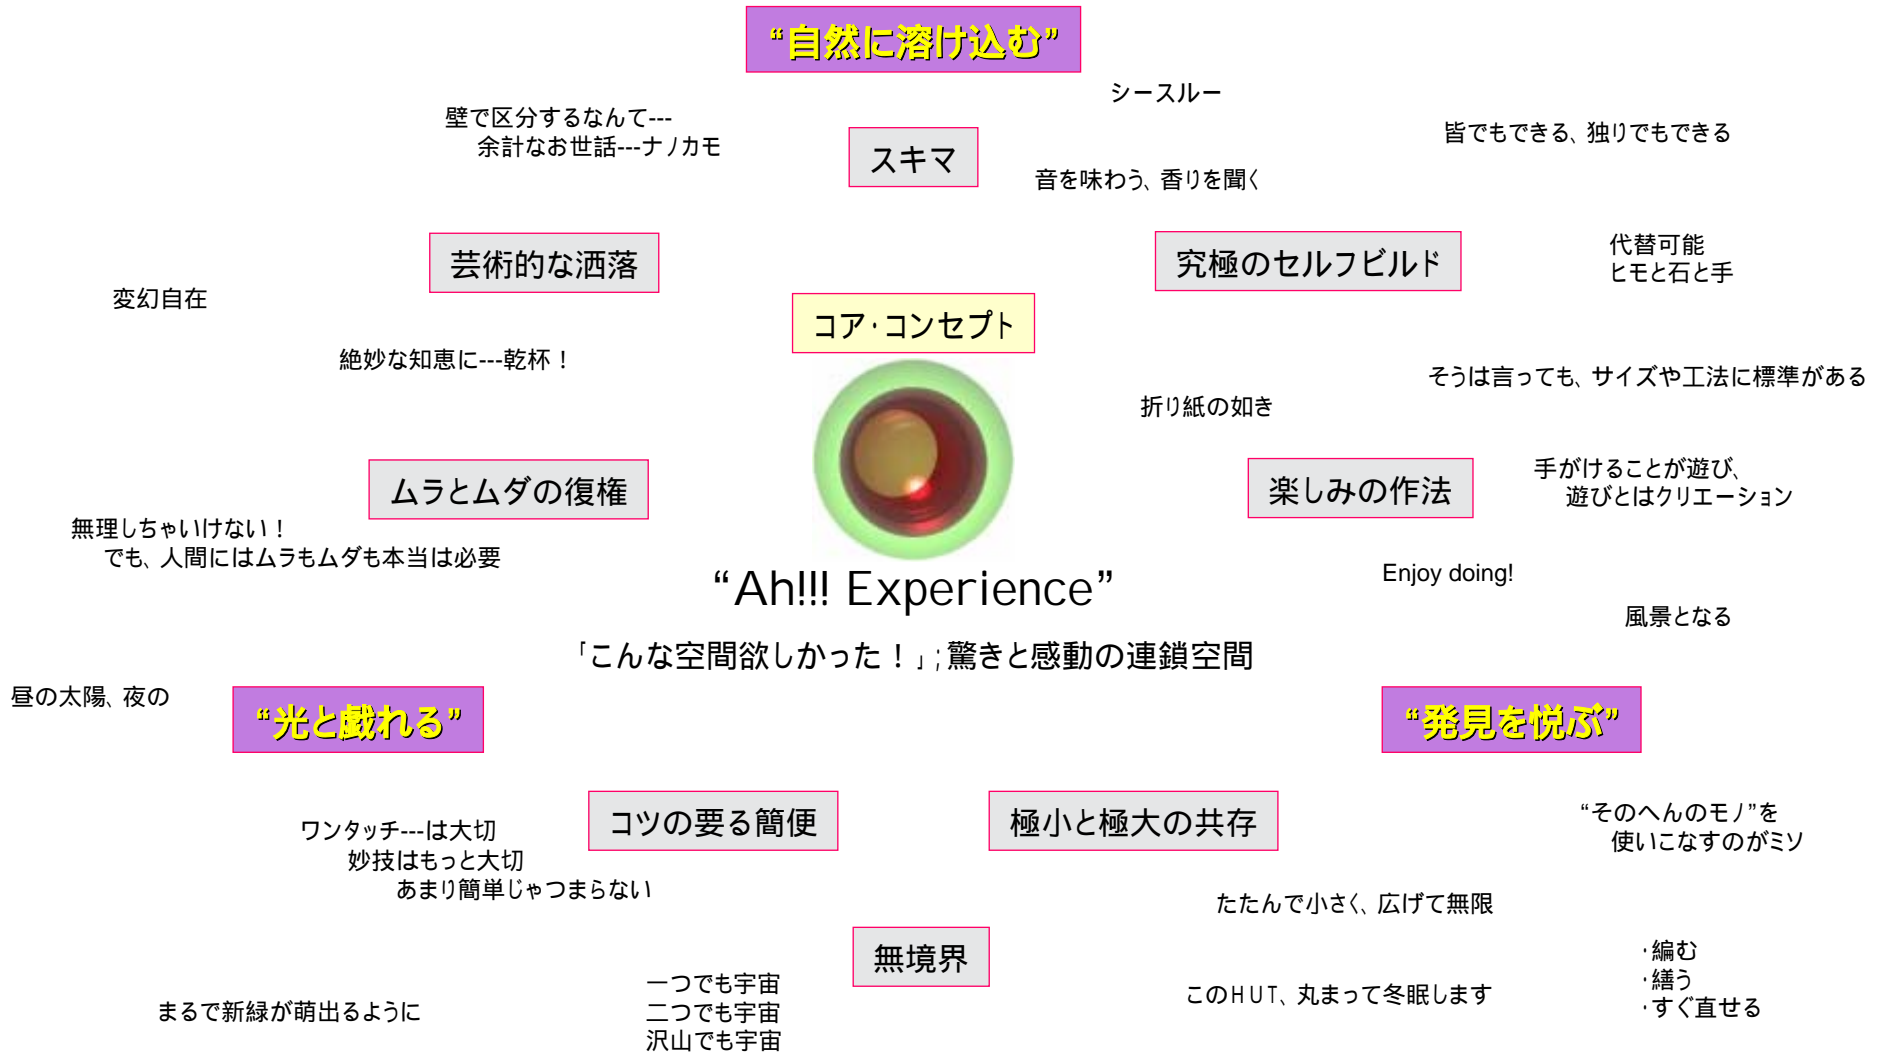 “自然に溶け込む”
シースルー
壁で区分するなんて---
余計なお世話---ナノカモ
スキマ
皆でもできる、独りでもできる
音を味わう、香りを聞く
芸術的な洒落
究極のセルフビルド
代替可能
ヒモと石と手
変幻自在
コア・コンセプト
絶妙な知恵に---乾杯！
そうは言っても、サイズや工法に標準がある
折り紙の如き
ムラとムダの復権
楽しみの作法
手がけることが遊び、
遊びとはクリエーション
無理しちゃいけない！
でも、人間にはムラもムダも本当は必要
“Ah!!! Experience”
Enjoy doing!
風景となる
「こんな空間欲しかった！」;驚きと感動の連鎖空間
昼の太陽、夜の
“光と戯れる”
“発見を悦ぶ”
コツの要る簡便
極小と極大の共存
ワンタッチ---は大切
妙技はもっと大切
あまり簡単じゃつまらない
“そのへんのモノ”を
使いこなすのがミソ
たたんで小さく、広げて無限
無境界
・編む
・繕う
・すぐ直せる
一つでも宇宙
二つでも宇宙
沢山でも宇宙
このHUT、丸まって冬眠します
まるで新緑が萌出るように